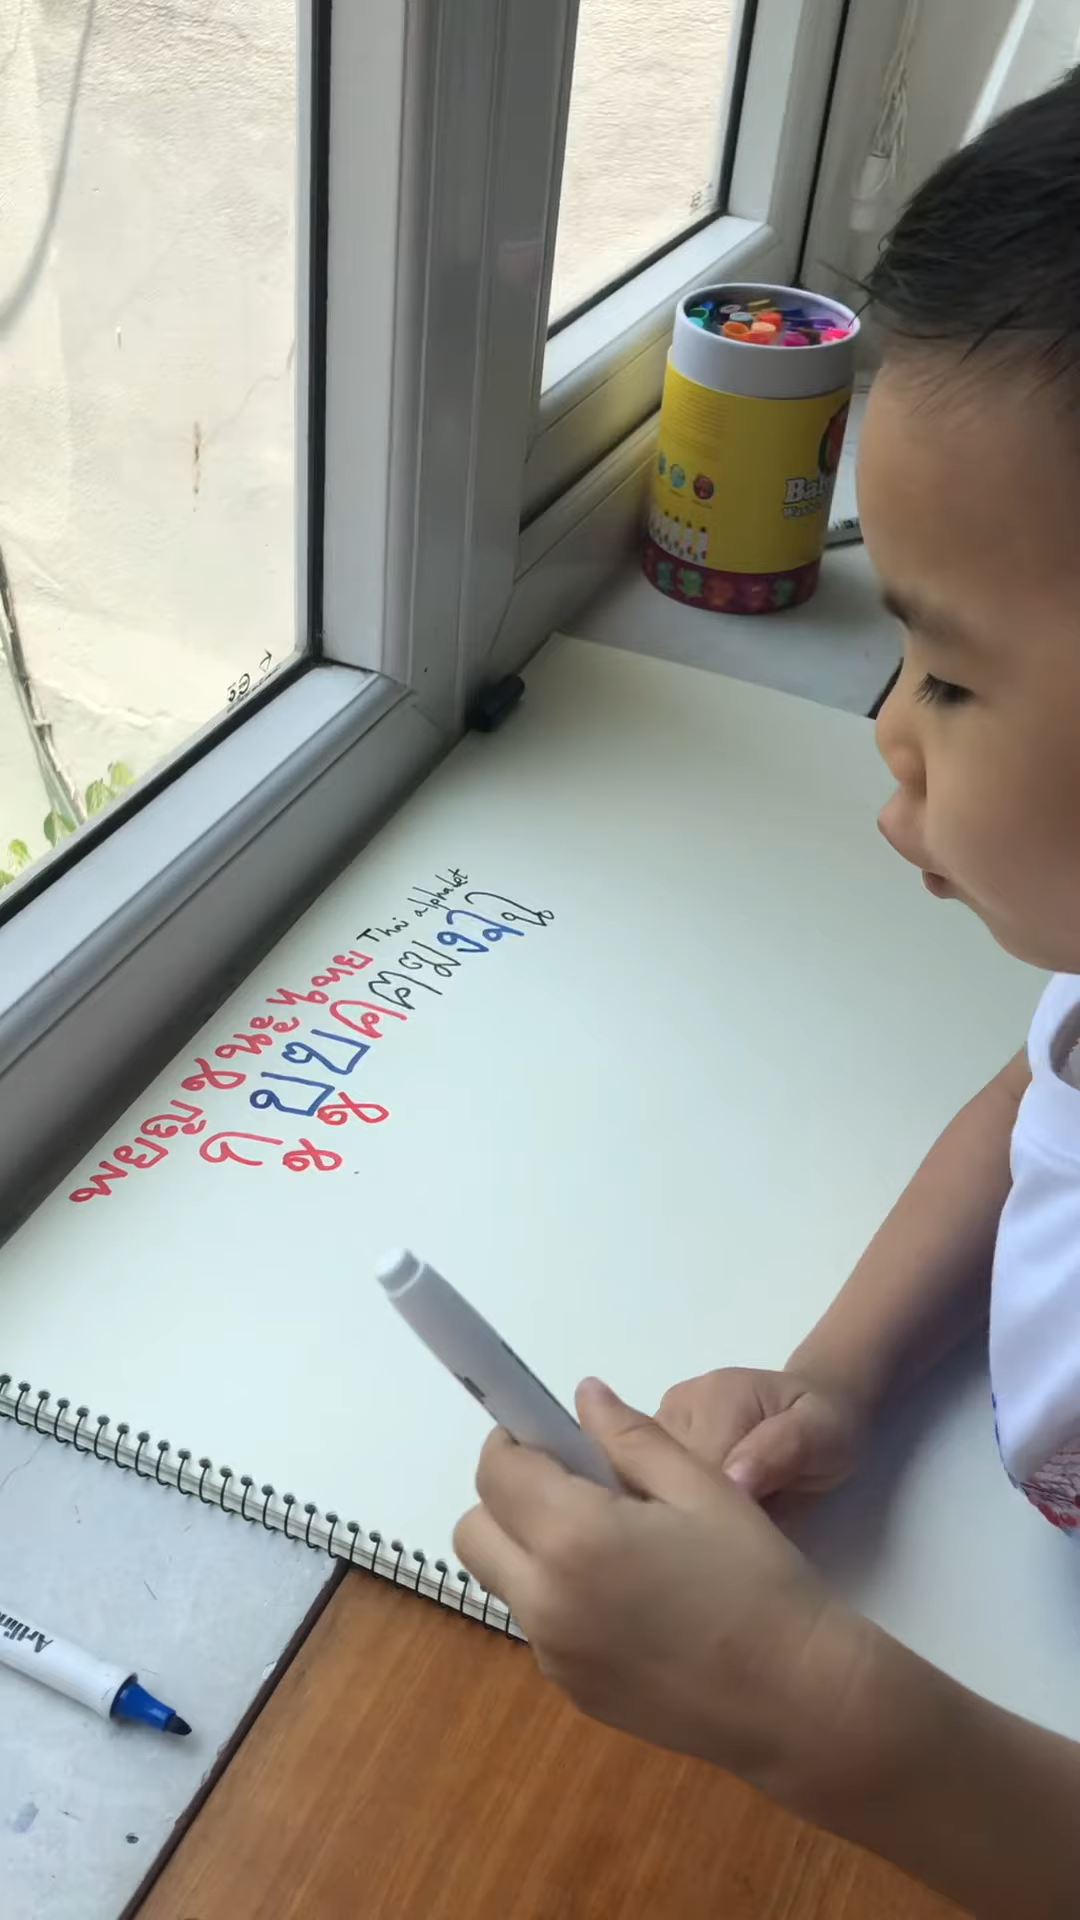 พยัญชนะไทย Thai alphabet
ก ข ฃ ค ฅ ฆ ง จ ฉ
ช ซ